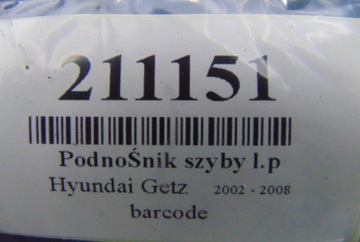 211151
PodnoŚnik szyby l.p
Hyundai Getz 2002 - 2008
barcode